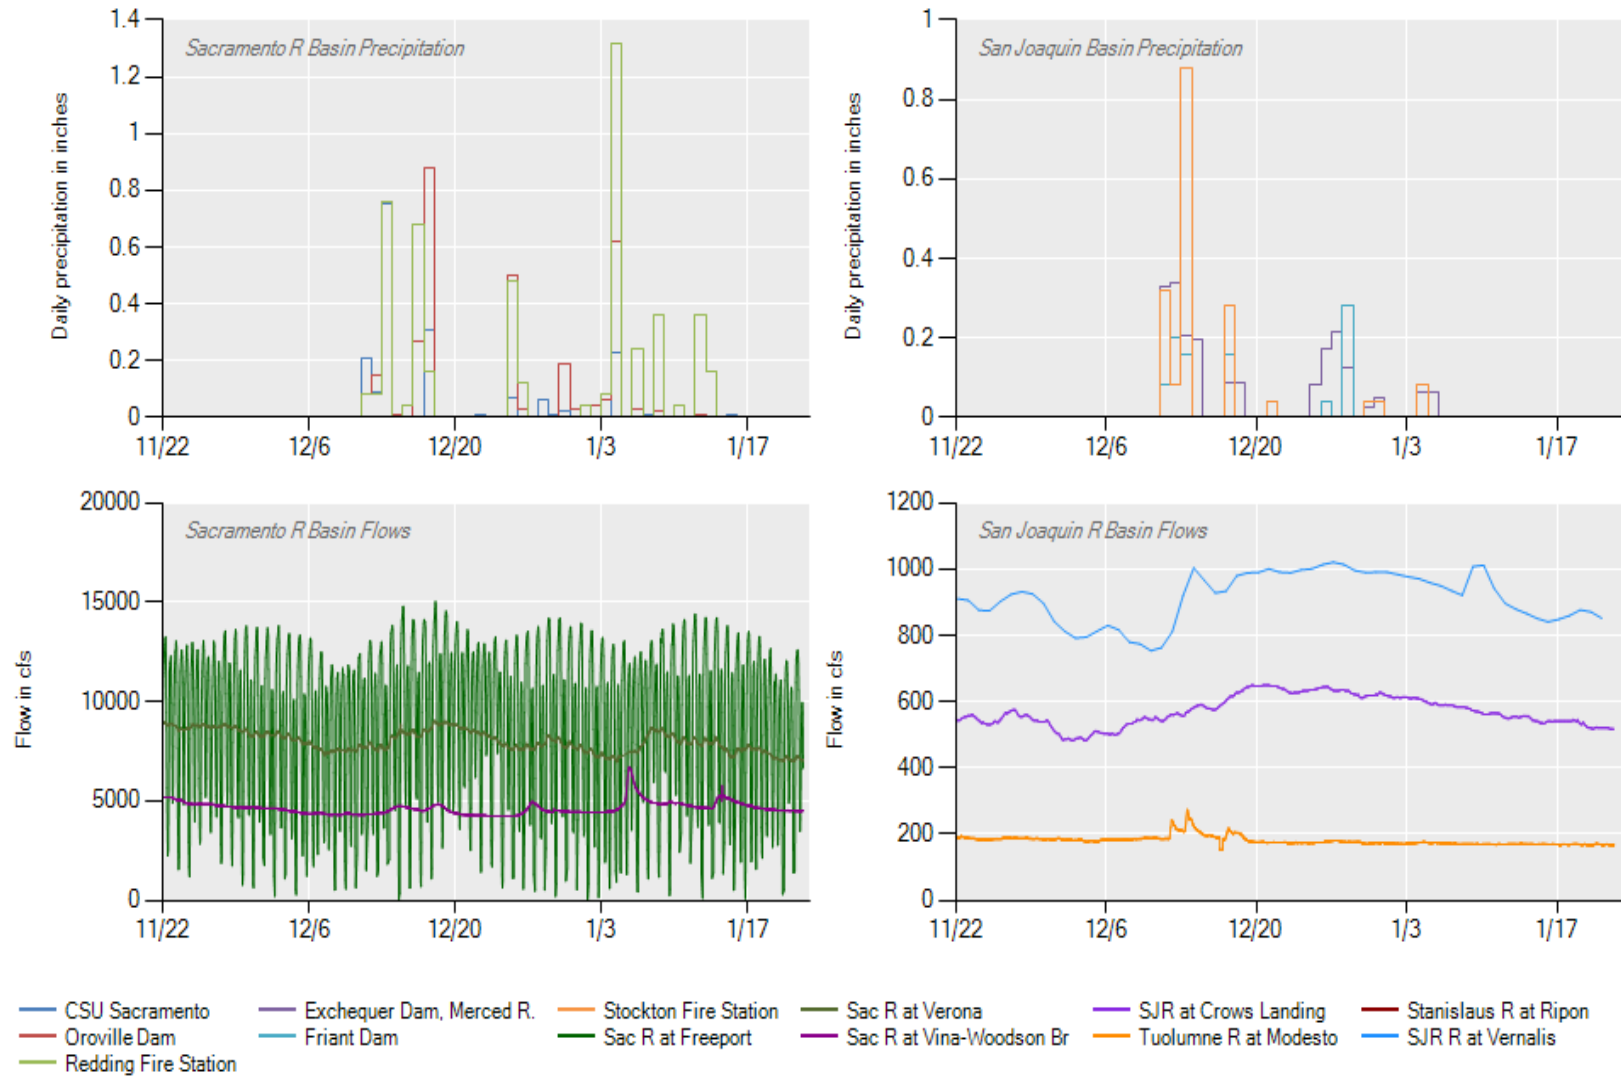 Sacramento R Basin Precipitation
Daily precipitation in inches
1.4
1.2
1
0.8
0.6
0.4
0.2
0
11/22 12/6 12/20 1/3 1/17
San Joaquin Basin Precipitation
Daily precipitation in inches
1
0.8
0.6
0.4
0.2
0
11/22 12/6 12/20 1/3 1/17
Sacramento R Basin Flows
Flow in cfs
20000
15000
10000
5000
0
11/22 12/6 12/20 1/3 1/17
San Joaquin R Basin Flows
Flow in cfs
1200
1000
800
600
400
200
0
11/22 12/6 12/20 1/3 1/17
CSU Sacramento
Oroville Dam
Redding Fire Station
Exchequer Dam, Merced R.
Friant Dam
Stockton Fire Station
Sac R at Freeport
Sac R at Verona
Sac R at Vina-Woodson Br
SJR at Crows Landing
Tuolumne R at Modesto
Stanislaus R at Ripon
SJR R at Vernalis